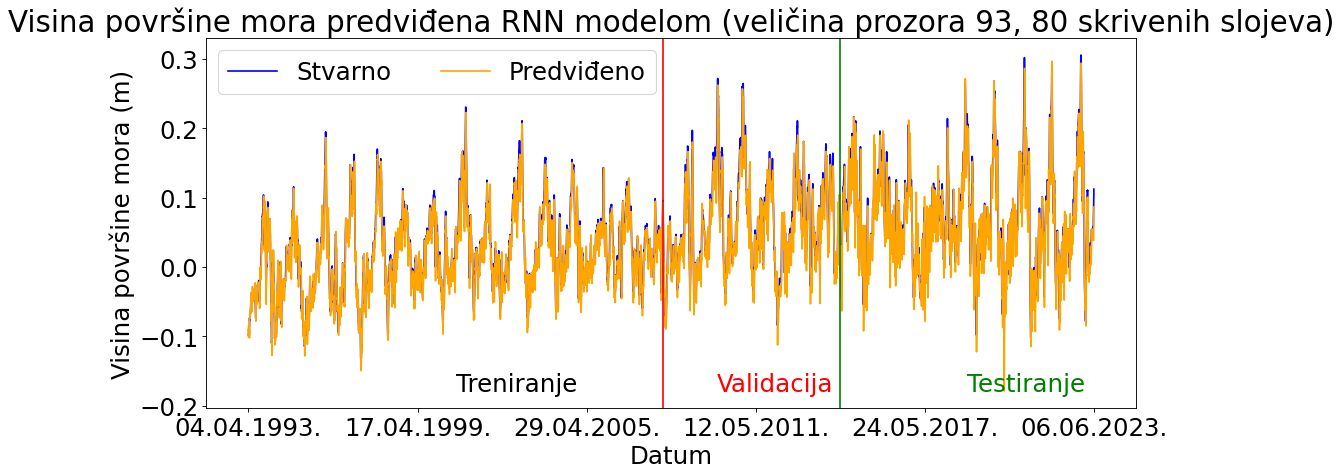 Visina površine mora predviđena RNN modelom (veličina prozora 93, 80 skrivenih slojeva)
Stvarno
Predviđeno
Visina površine mora (m)
0.3
0.2
0.1
0.0
−0.1
−0.2
Treniranje
Validacija
Testiranje
04.04.1993.
17.04.1999.
29.04.2005.
12.05.2011.
24.05.2017.
06.06.2023.
Datum